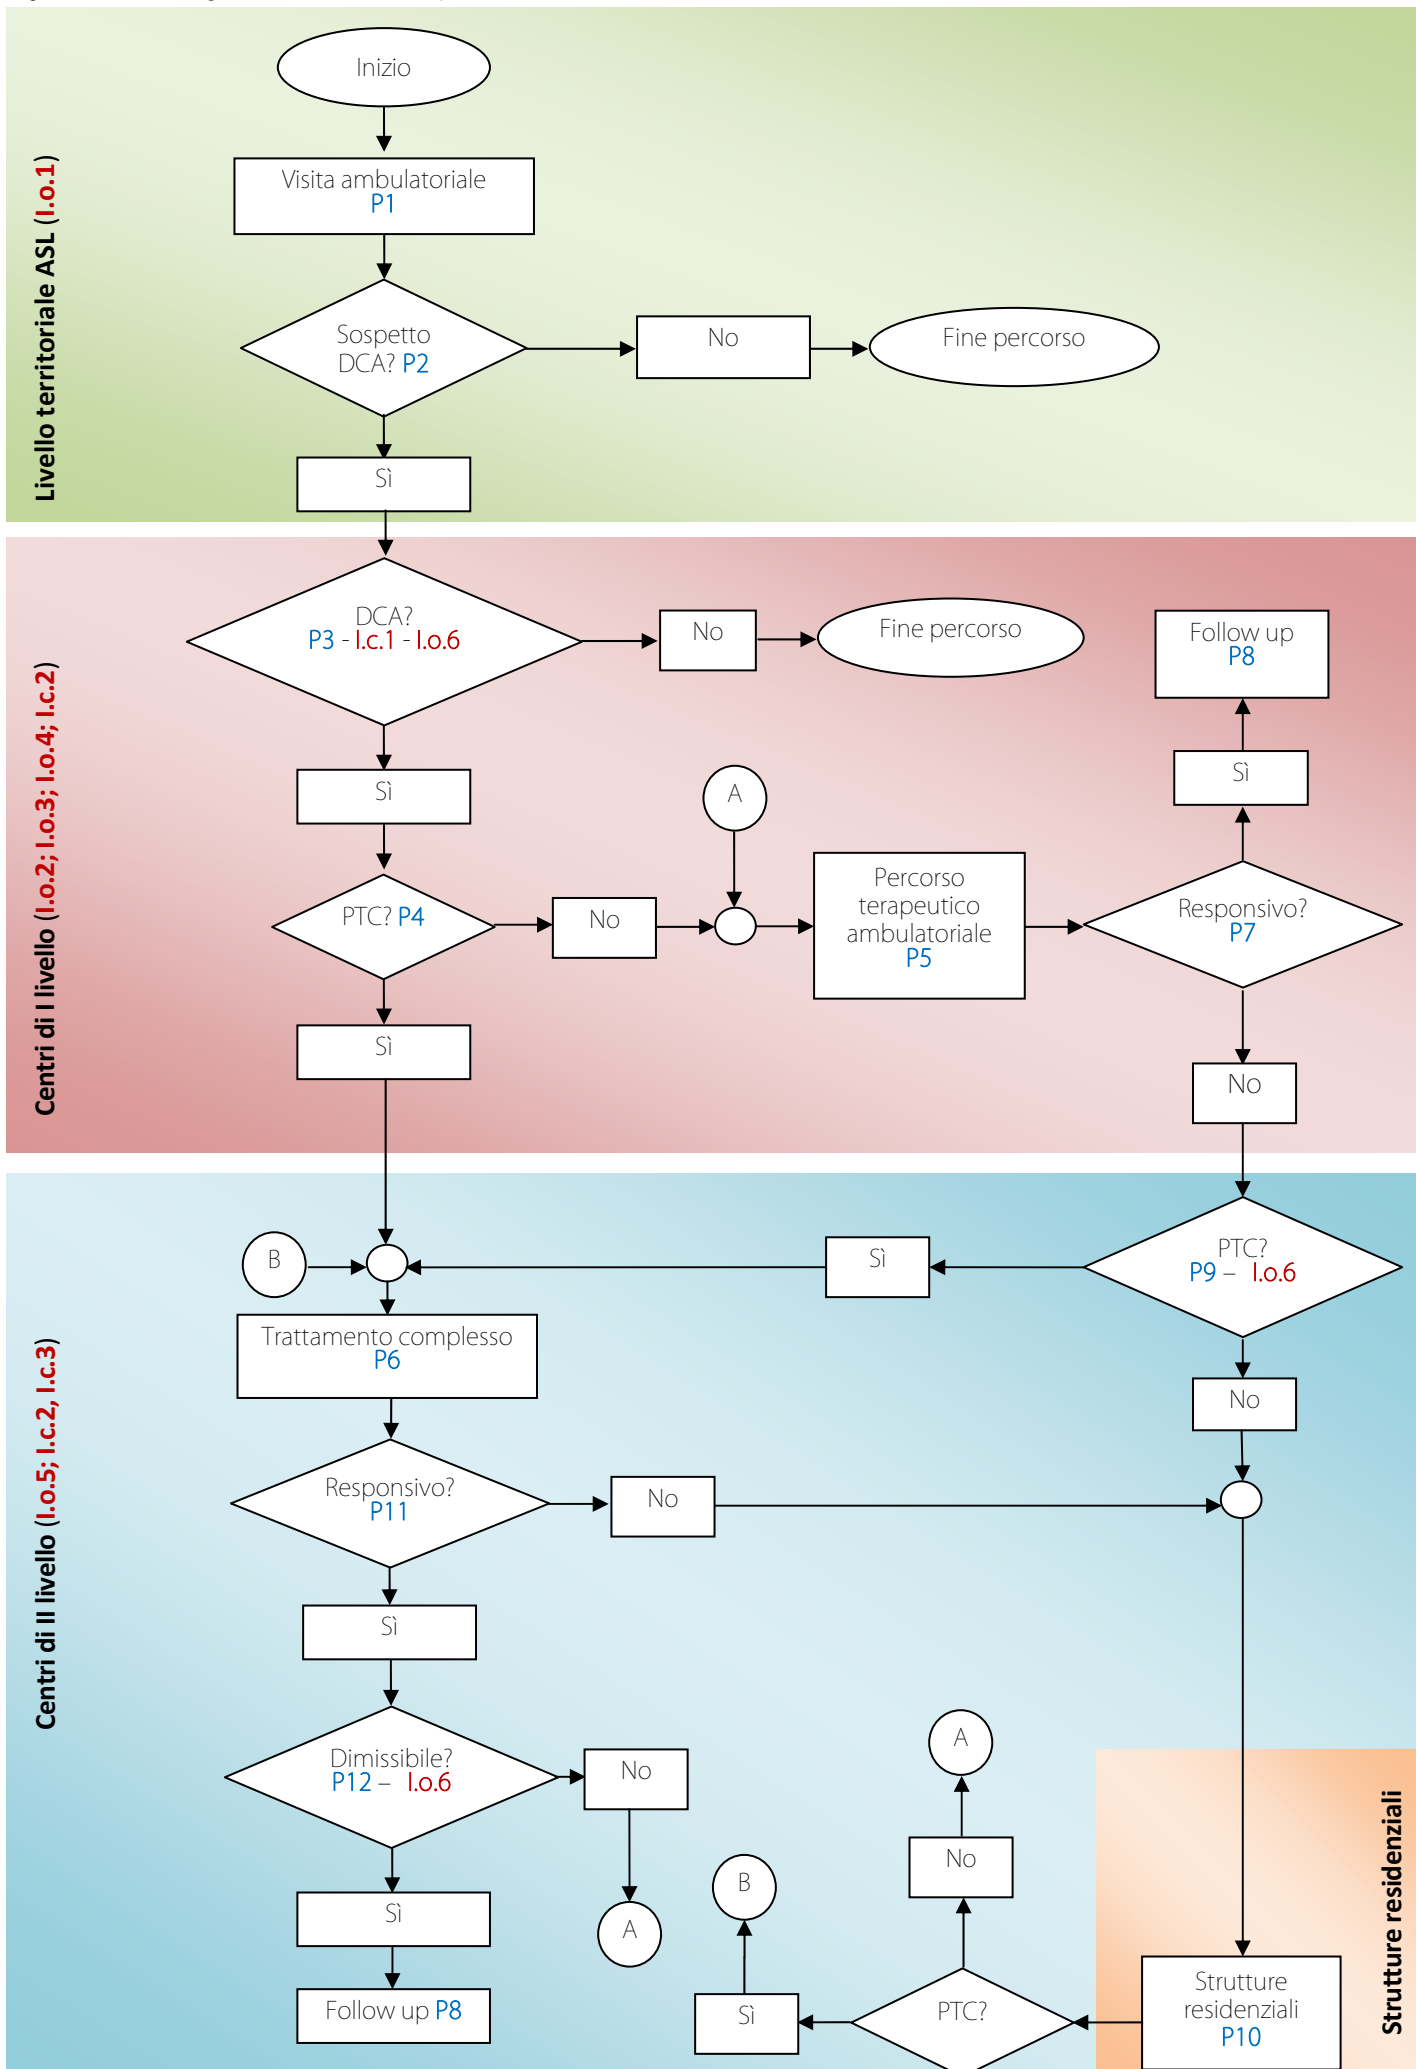 Inizio
Visita ambulatoriale
P1
Sospetto
DCA? P2
No
Fine percorso
Sì
Livello territoriale ASL (I.o.1)
DCA?
P3 - I.c.1 - I.o.6
No
Fine percorso
Follow up
P8
Sì
Sì
A
PTC? P4
No
Percorso
terapeutico
ambulatoriale
P5
Responsivo?
P7
Sì
No
Centri di I livello (I.o.2; I.o.3; I.o.4; I.c.2)
B
Sì
PTC?
P9 – I.o.6
Trattamento complesso
P6
No
Responsivo?
P11
No
Sì
Dimissibile?
P12 – I.o.6
No
A
A
No
B
Sì
Follow up P8
Sì
PTC?
Strutture
residenziali
P10
Centri di II livello (I.o.5; I.c.2, I.c.3)
Strutture residenziali